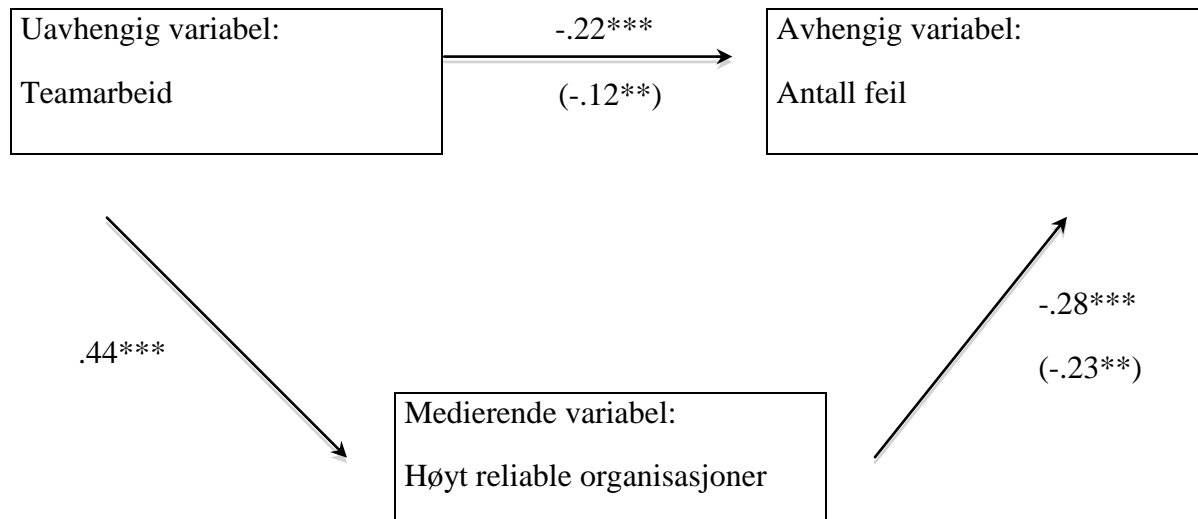 Uavhengig variabel:
Teamarbeid
-.22***
(-.12**)
Avhengig variabel:
Antall feil
.44***
-.28***
(-.23**)
Medierende variabel:
Høyt reliable organisasjoner